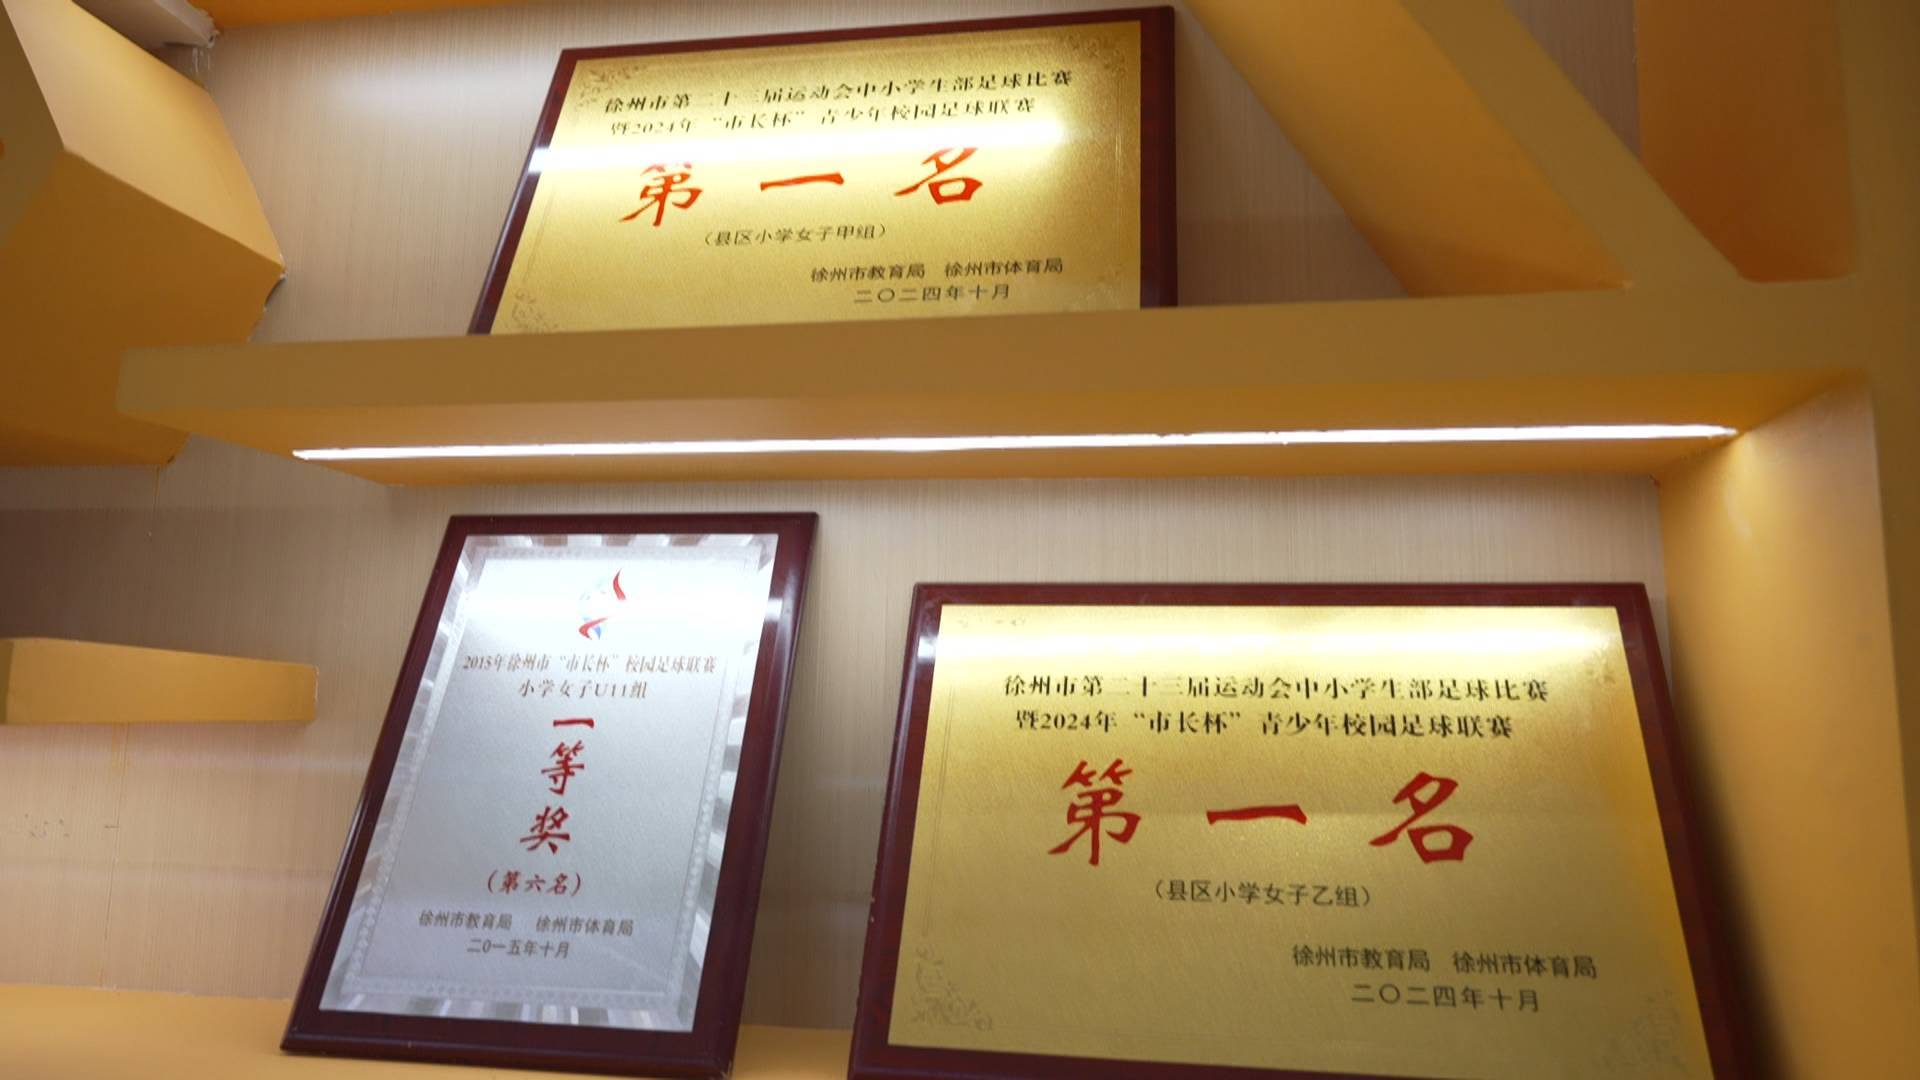 徐州市第二十三届运动会中小学生部足球比赛
暨2024年“市长杯”青少年校园足球联赛
第一名
（县区小学女子甲组）
徐州市教育局 徐州市体育局
二〇二四年十月
2015年徐州市“市长杯”校园足球联赛
小学女子U11组
一
等
奖
（第六名）
徐州市教育局 徐州市体育局
二0一五年十月
徐州市第二十三届运动会中小学生部足球比赛
暨2024年“市长杯”青少年校园足球联赛
第一名
（县区小学女子乙组）
徐州市教育局 徐州市体育局
二〇二四年十月